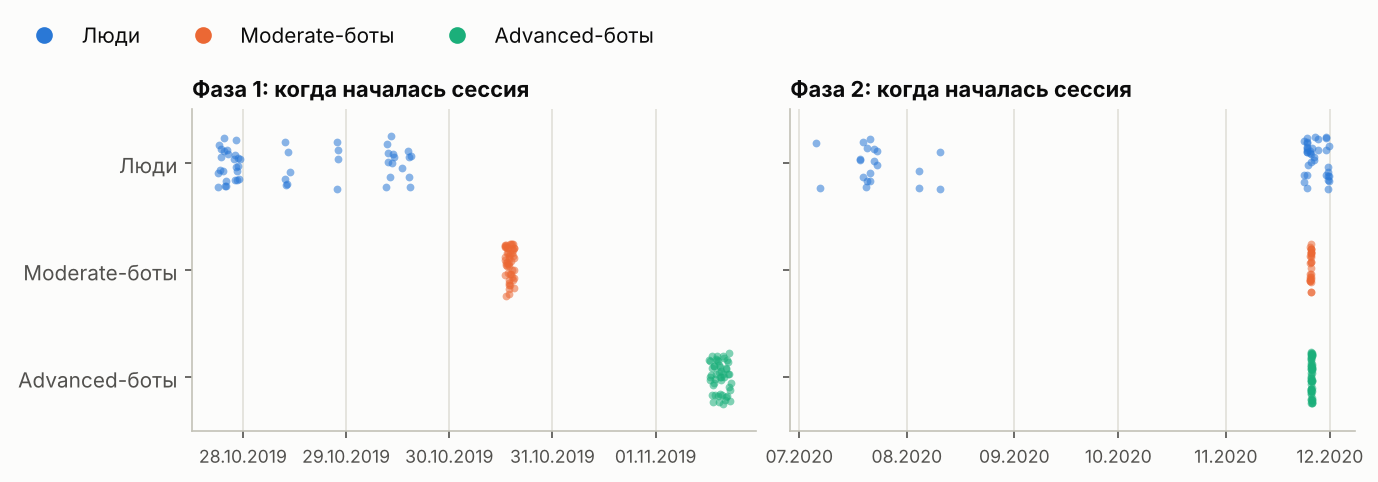 Люди Moderate-боты Advanced-боты
Фаза 1: когда началась сессия
Фаза 2: когда началась сессия
Люди
Moderate-боты
Advanced-боты
28.10.2019 29.10.2019 30.10.2019 31.10.2019 01.11.2019
07.2020 08.2020 09.2020 10.2020 11.2020 12.2020